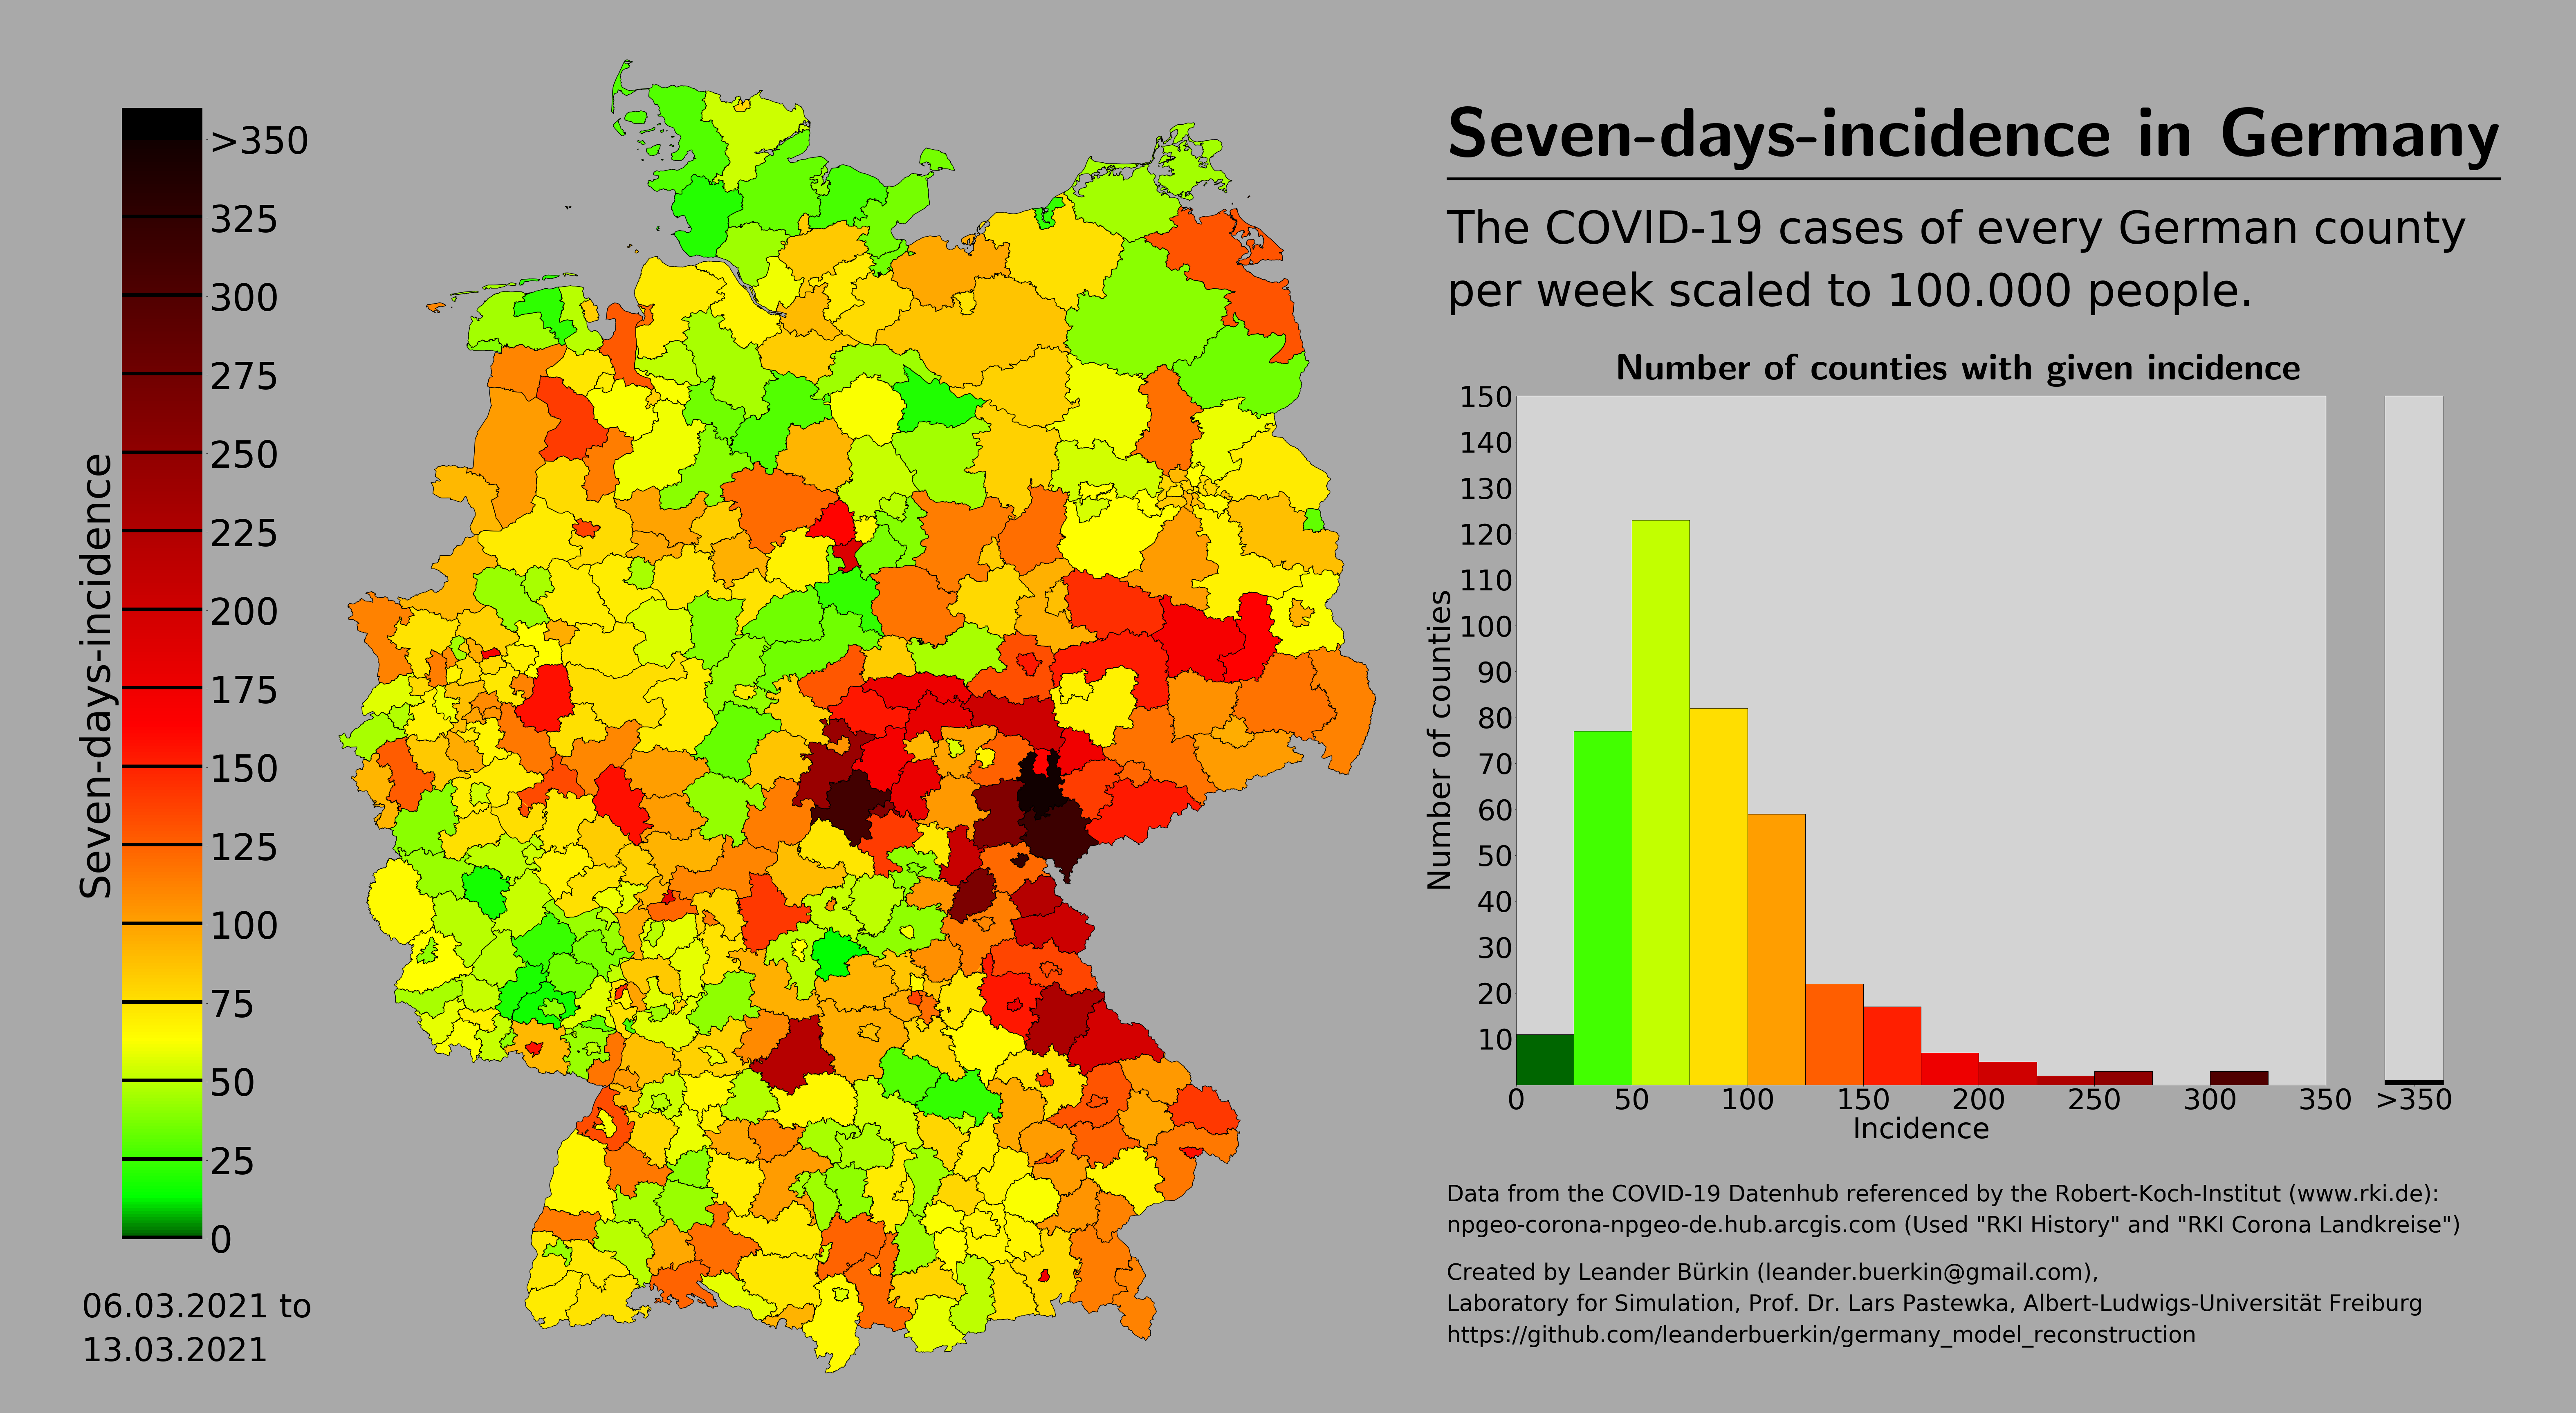 Seven-days-incidence in Germany
The COVID-19 cases of every German county
per week scaled to 100.000 people.
>350
325
300
275
250
225
200
175
150
125
100
75
50
25
0
Seven-days-incidence
06.03.2021 to
13.03.2021
Number of counties with given incidence
150
140
130
120
110
100
90
80
70
60
50
40
30
20
10
Number of counties
0 50 100 150 200 250 300 350 >350
Incidence
Data from the COVID-19 Datenhub referenced by the Robert-Koch-Institut (www.rki.de):
npgeo-corona-npgeo-de.hub.arcgis.com (Used "RKI History" and "RKI Corona Landkreise")
Created by Leander Bürkin (leander.buerkin@gmail.com),
Laboratory for Simulation, Prof. Dr. Lars Pastewka, Albert-Ludwigs-Universität Freiburg
https://github.com/leanderbuerkin/germany_model_reconstruction